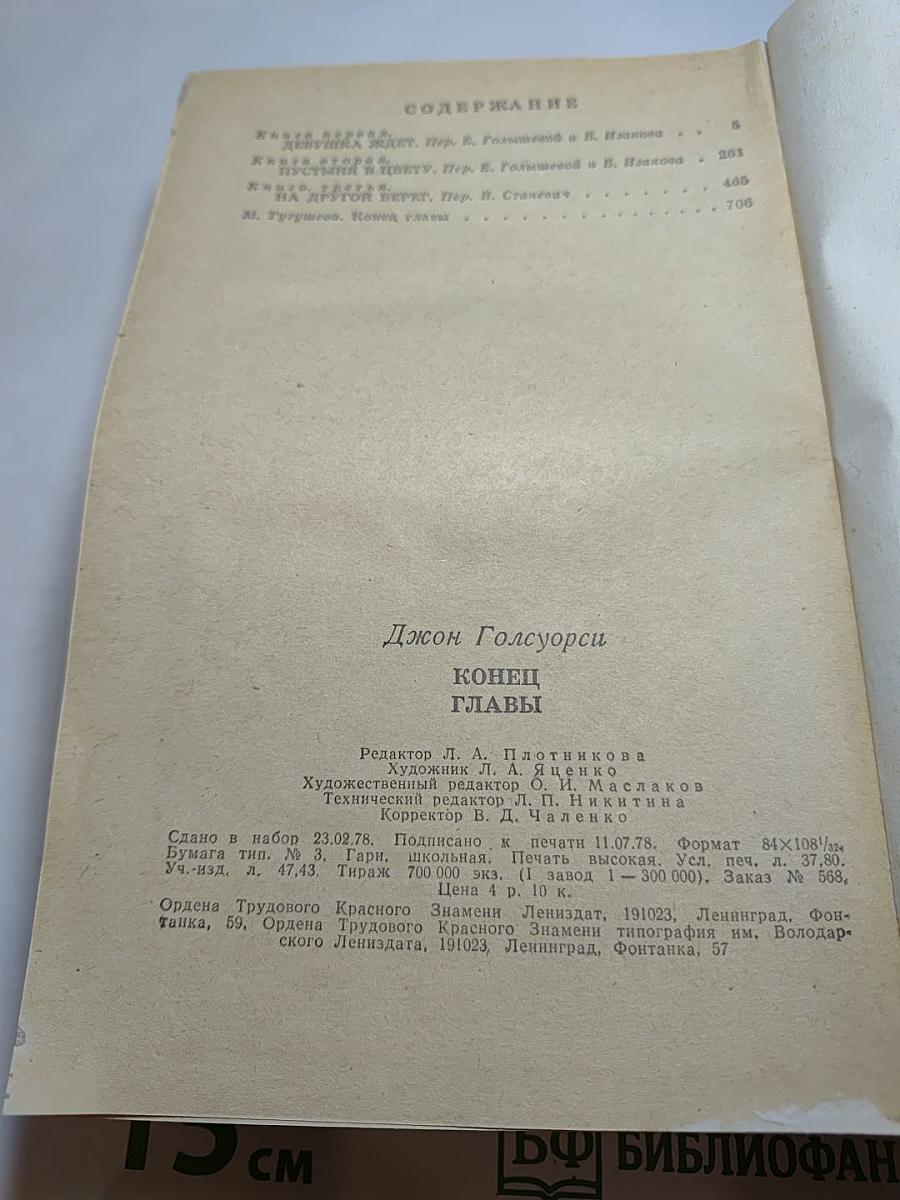 СОДЕРЖАНИЕ
Книга первая.
ДЕВУШКА ЖДЕТ. Пер. Е. Голышевой и Б. Изакова . . 5
Книга вторая.
ПУСТЫНЯ В ЦВЕТУ. Пер. Е. Голышевой и Б. Изакова . 261
Книга третья.
НА ДРУГОЙ БЕРЕГ. Пер. В. Станевич . . . . . . . 465
М. Тугушева. Конец главы . . . . . . . . . . . . . . 706
Джон Голсуорси
КОНЕЦ
ГЛАВЫ
Редактор Л. А. Плотникова
Художник Л. А. Яценко
Художественный редактор О. И. Маслаков
Технический редактор Л. П. Никитина
Корректор В. Д. Чаленко
Сдано в набор 23.02.78. Подписано к печати 11.07.78. Формат 84×108¹/₃₂.
Бумага тип. № 3. Гарн. школьная. Печать высокая. Усл. печ. л. 37,80.
Уч.-изд. л. 47,43. Тираж 700 000 экз. (I завод 1—300 000). Заказ № 568.
Цена 4 р. 10 к.
Ордена Трудового Красного Знамени Лениздат, 191023, Ленинград, Фон-
танка, 59. Ордена Трудового Красного Знамени типография им. Володар-
ского Лениздата, 191023, Ленинград, Фонтанка, 57
15 см
БФ БИБЛИОФАН